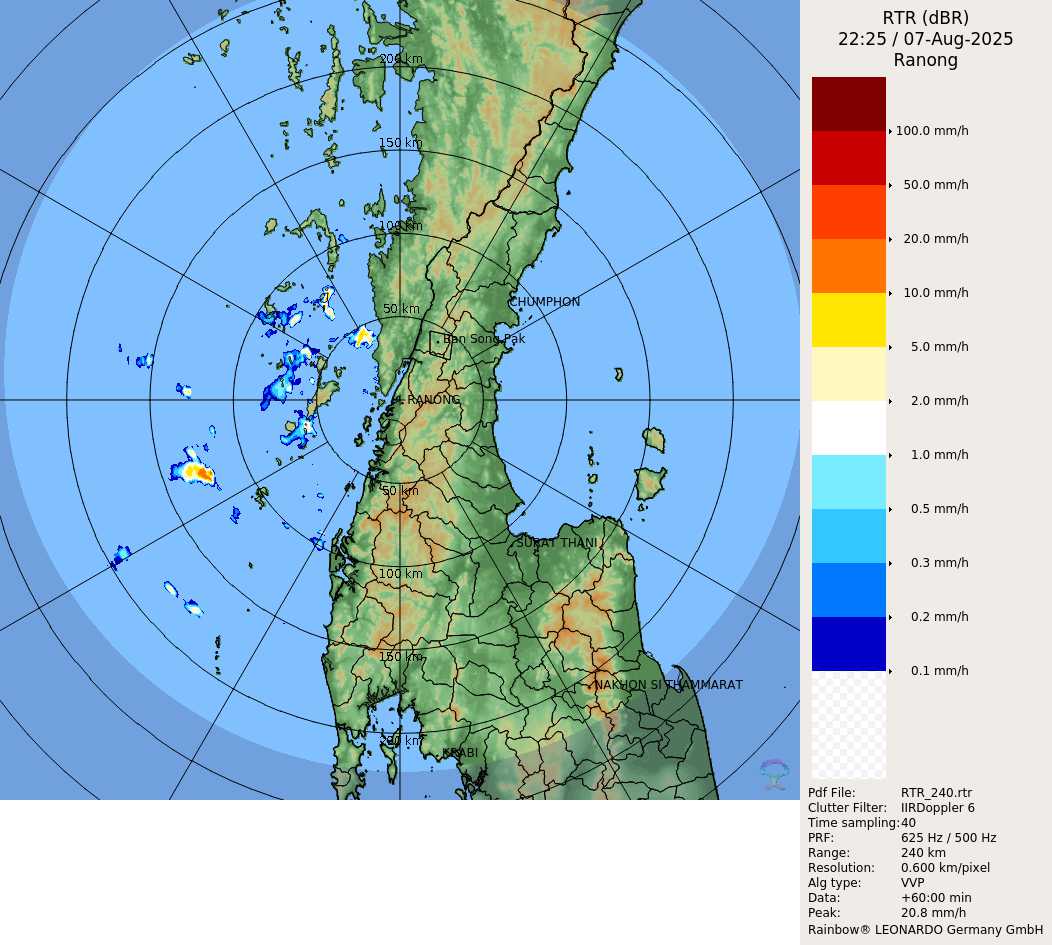 RTR (dBR)
22:25 / 07-Aug-2025
Ranong
200 km
150 km
100 km
50 km
CHUMPHON
Ban Song Pak
RANONG
50 km
SURAT THANI
100 km
150 km
NAKHON SI THAMMARAT
200 km
KRABI
100.0 mm/h
50.0 mm/h
20.0 mm/h
10.0 mm/h
5.0 mm/h
2.0 mm/h
1.0 mm/h
0.5 mm/h
0.3 mm/h
0.2 mm/h
0.1 mm/h
Pdf File: RTR_240.rtr
Clutter Filter: IIRDoppler 6
Time sampling: 40
PRF: 625 Hz / 500 Hz
Range: 240 km
Resolution: 0.600 km/pixel
Alg type: VVP
Data: +60:00 min
Peak: 20.8 mm/h
Rainbow® LEONARDO Germany GmbH